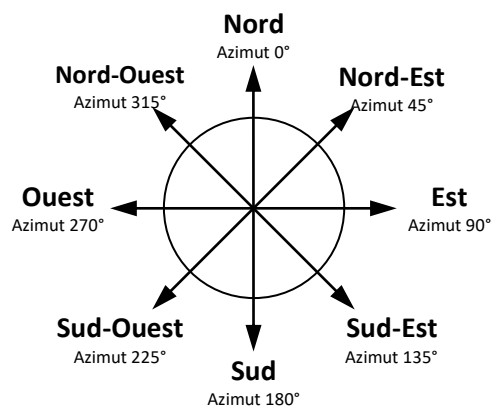 Nord
Azimut 0°
Nord-Ouest
Azimut 315°
Nord-Est
Azimut 45°
Ouest
Azimut 270°
Est
Azimut 90°
Sud-Ouest
Azimut 225°
Sud-Est
Azimut 135°
Sud
Azimut 180°